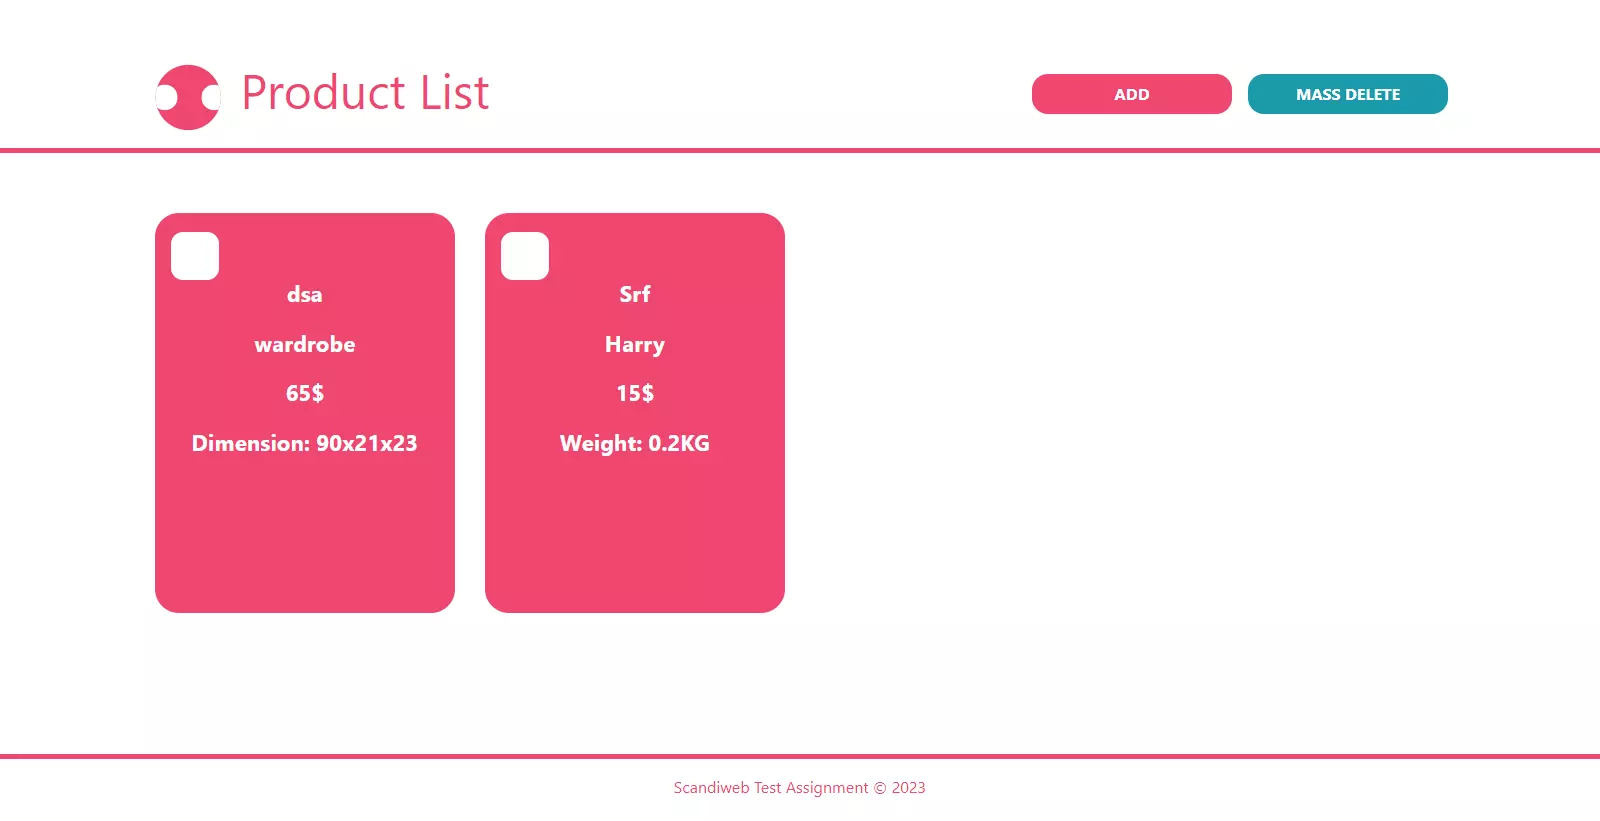 Product List
ADD
MASS DELETE
dsa
wardrobe
65$
Dimension: 90x21x23
Srf
Harry
15$
Weight: 0.2KG
Scandiweb Test Assignment © 2023